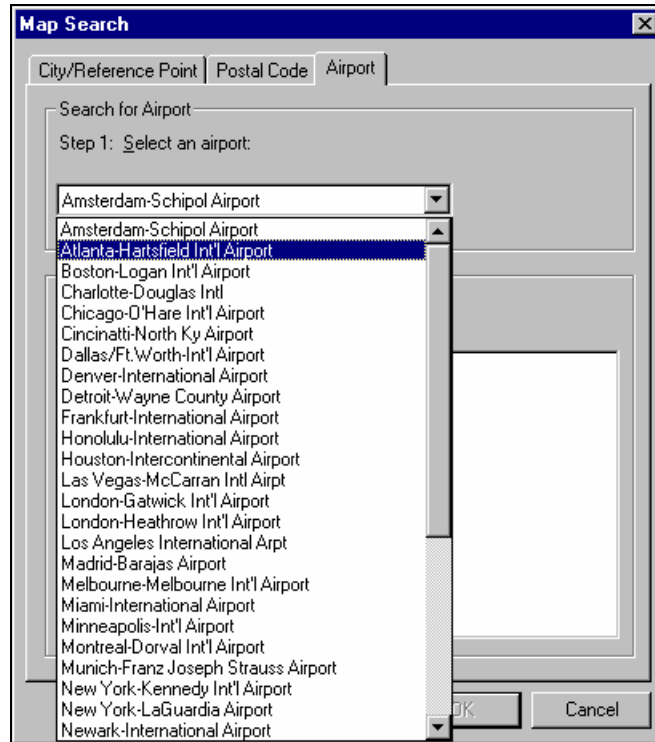 Map Search
City/Reference Point Postal Code Airport
Search for Airport
Step 1: Select an airport:
Amsterdam-Schipol Airport
Amsterdam-Schipol Airport
Atlanta-Hartsfield Int'l Airport
Boston-Logan Int'l Airport
Charlotte-Douglas Intl
Chicago-O'Hare Int'l Airport
Cincinatti-North Ky Airport
Dallas/Ft.Worth-Int'l Airport
Denver-International Airport
Detroit-Wayne County Airport
Frankfurt-International Airport
Honolulu-International Airport
Houston-Intercontinental Airport
Las Vegas-McCarran Intl Airpt
London-Gatwick Int'l Airport
London-Heathrow Int'l Airport
Los Angeles International Arpt
Madrid-Barajas Airport
Melbourne-Melbourne Int'l Airport
Miami-International Airport
Minneapolis-Int'l Airport
Montreal-Dorval Int'l Airport
Munich-Franz Joseph Strauss Airport
New York-Kennedy Int'l Airport
New York-LaGuardia Airport
Newark-International Airport
OK Cancel